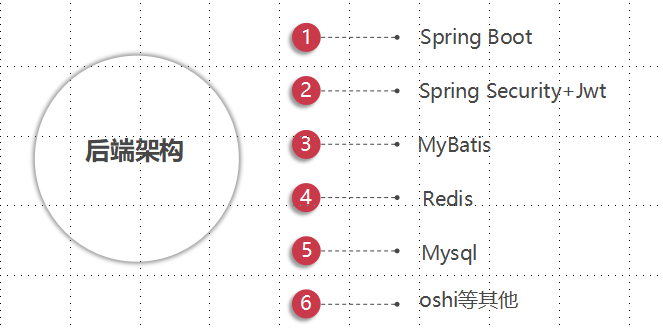 后端架构
1 Spring Boot
2 Spring Security+Jwt
3 MyBatis
4 Redis
5 Mysql
6 oshi等其他